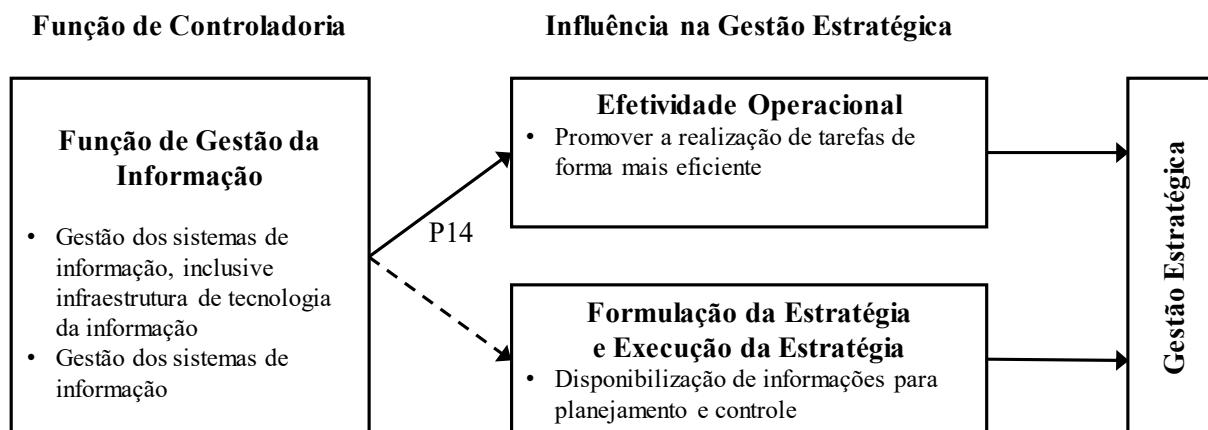 Função de Controladoria
Influência na Gestão Estratégica
Função de Gestão da
Informação
• Gestão dos sistemas de
informação, inclusive
infraestrutura de tecnologia
da informação
• Gestão dos sistemas de
informação
P14
Efetividade Operacional
• Promover a realização de tarefas de
forma mais eficiente
Formulação da Estratégia
e Execução da Estratégia
• Disponibilização de informações para
planejamento e controle
Gestão Estratégica